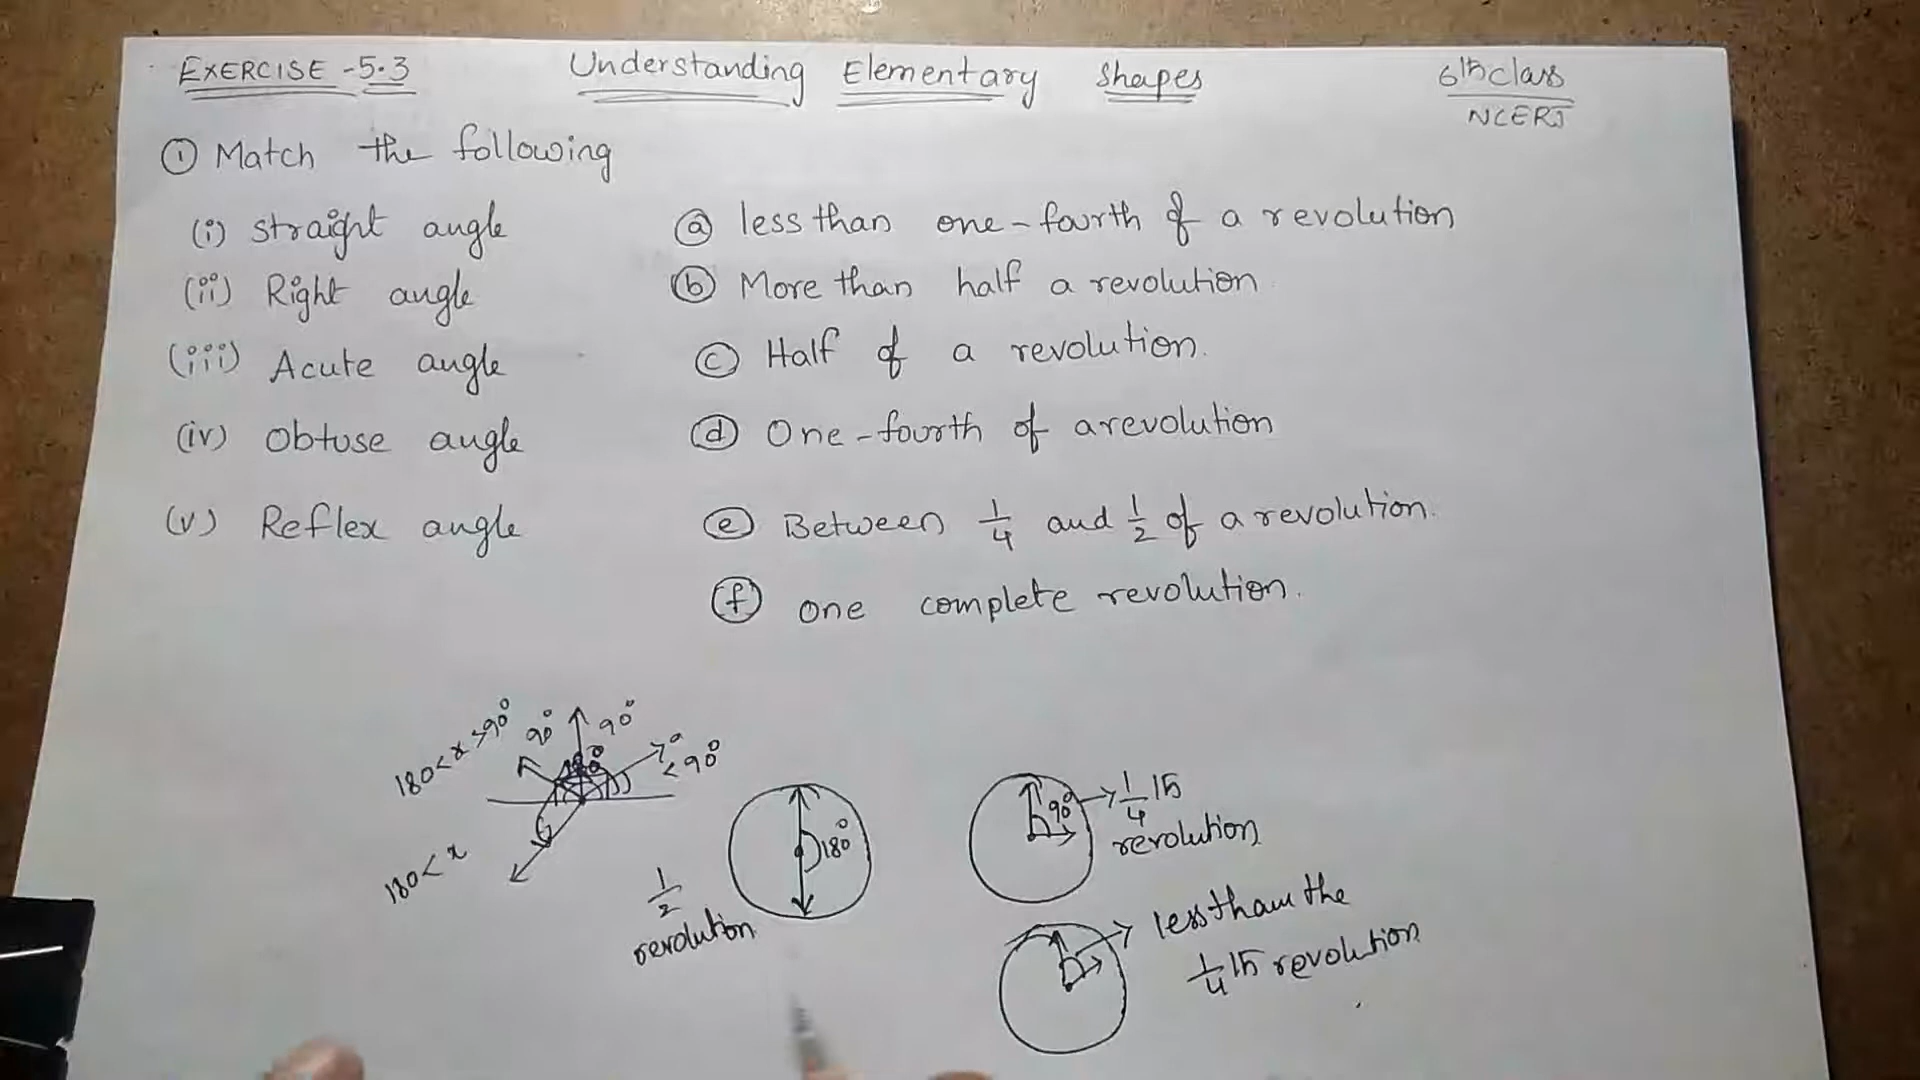 EXERCISE -5.3 Understanding Elementary shapes 6th class
NCERT
① Match the following
(i) straight angle ⓐ less than one-fourth of a revolution
(ii) Right angle ⓑ More than half a revolution
(iii) Acute angle ⓒ Half of a revolution.
(iv) obtuse angle ⓓ One-fourth of a revolution
(v) Reflex angle ⓔ Between 1/4 and 1/2 of a revolution.
ⓕ one complete revolution.
180<x>90°
90°
90°
<90°
180<x
180°
1/2
revolution
90°
1/4 th
revolution
less than the
1/4 th revolution